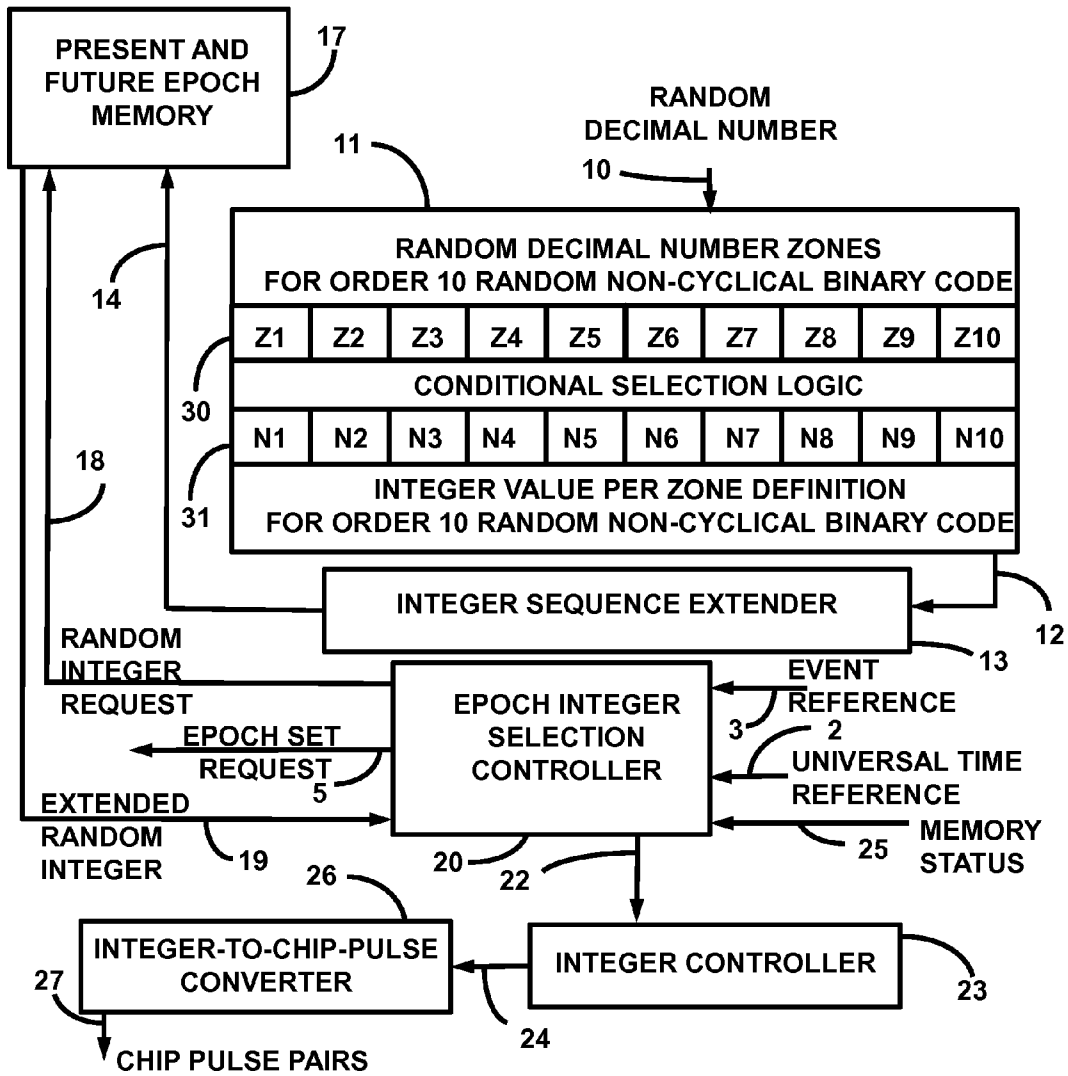 PRESENT AND
FUTURE EPOCH
MEMORY
17
RANDOM
DECIMAL NUMBER
11
10
RANDOM DECIMAL NUMBER ZONES
FOR ORDER 10 RANDOM NON-CYCLICAL BINARY CODE
14
Z1 Z2 Z3 Z4 Z5 Z6 Z7 Z8 Z9 Z10
30
CONDITIONAL SELECTION LOGIC
N1 N2 N3 N4 N5 N6 N7 N8 N9 N10
18
31
INTEGER VALUE PER ZONE DEFINITION
FOR ORDER 10 RANDOM NON-CYCLICAL BINARY CODE
INTEGER SEQUENCE EXTENDER
12
13
RANDOM
INTEGER
REQUEST
EPOCH INTEGER
SELECTION
CONTROLLER
EVENT
REFERENCE
3
2
EPOCH SET
REQUEST
5
UNIVERSAL TIME
REFERENCE
EXTENDED
RANDOM
INTEGER
19
20
22
25
MEMORY
STATUS
26
INTEGER-TO-CHIP-PULSE
CONVERTER
INTEGER CONTROLLER
27
24
23
CHIP PULSE PAIRS